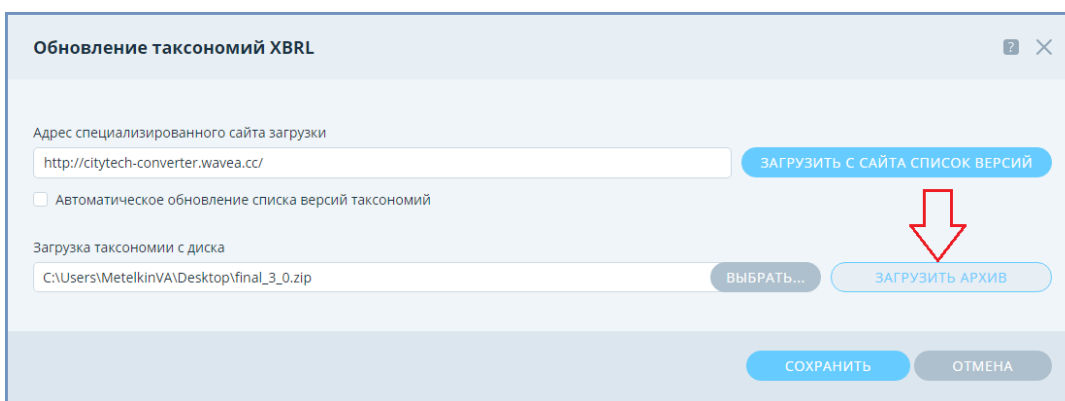 Обновление таксономий XBRL
?
Адрес специализированного сайта загрузки
http://citytech-converter.wavea.cc/
ЗАГРУЗИТЬ С САЙТА СПИСОК ВЕРСИЙ
Автоматическое обновление списка версий таксономий
Загрузка таксономии с диска
C:\Users\MetelkinVA\Desktop\final_3_0.zip
ВЫБРАТЬ...
ЗАГРУЗИТЬ АРХИВ
СОХРАНИТЬ
ОТМЕНА